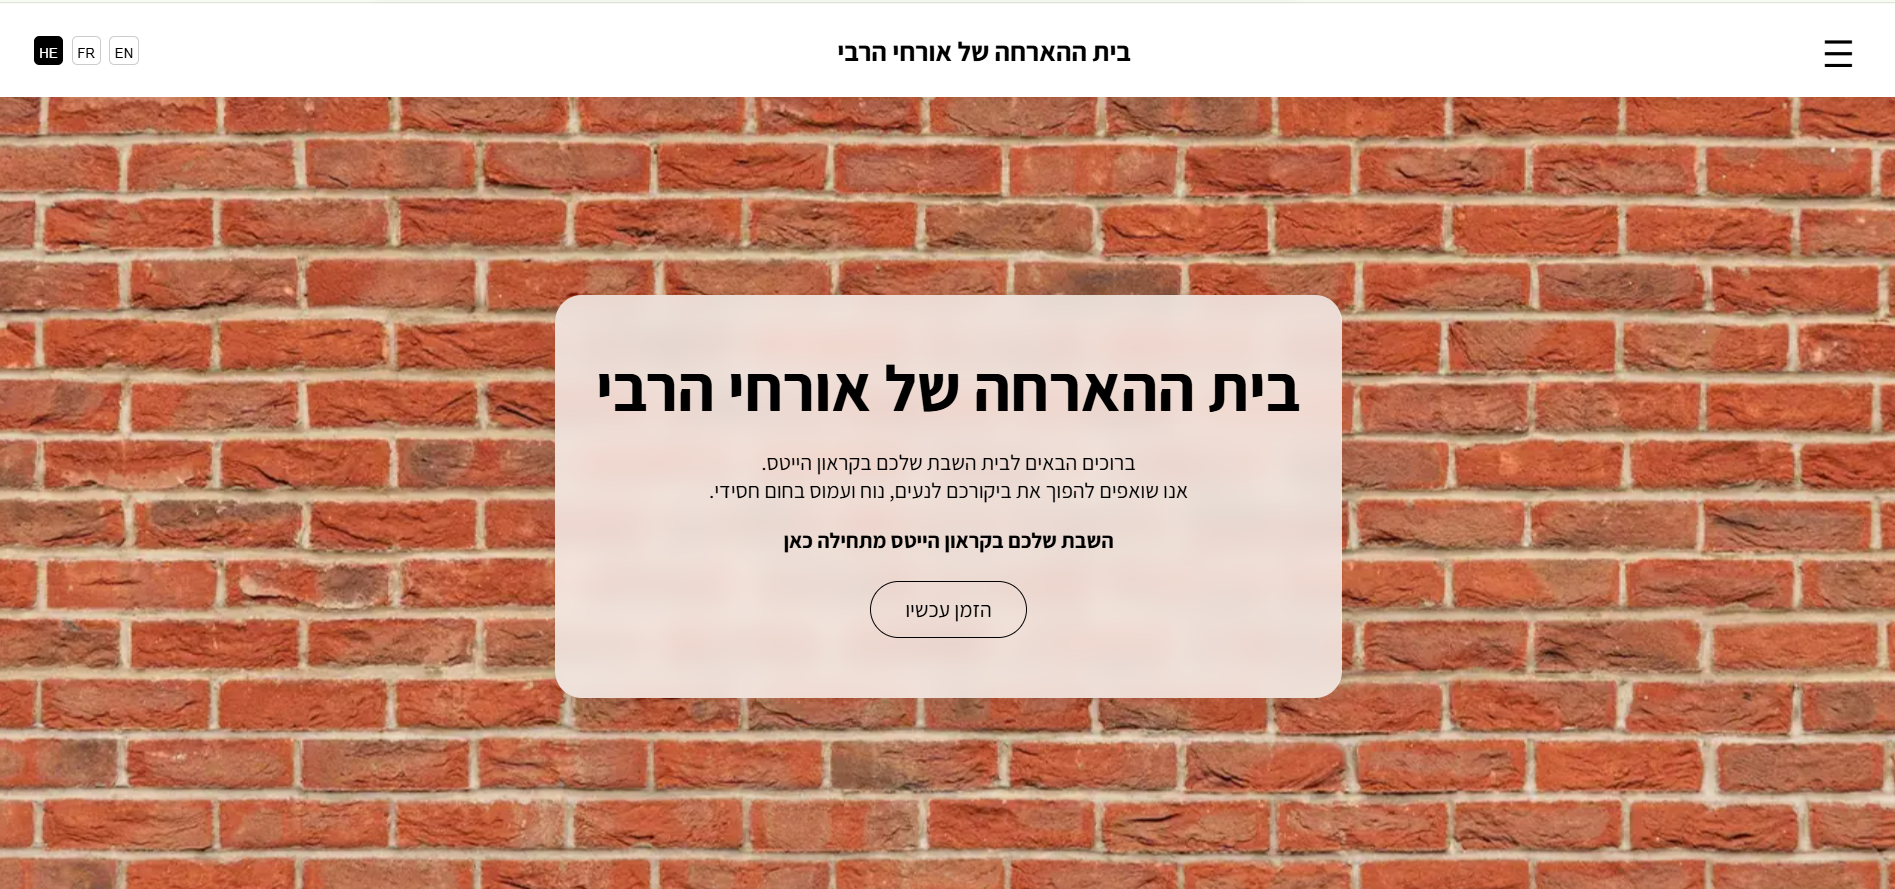 HE FR EN
בית ההארחה של אורחי הרבי
בית ההארחה של אורחי הרבי
ברוכים הבאים לבית השבת שלכם בקראון הייטס.
אנו שואפים להפוך את ביקורכם לנעים, נוח ועמוס בחום חסידי.
השבת שלכם בקראון הייטס מתחילה כאן
הזמן עכשיו